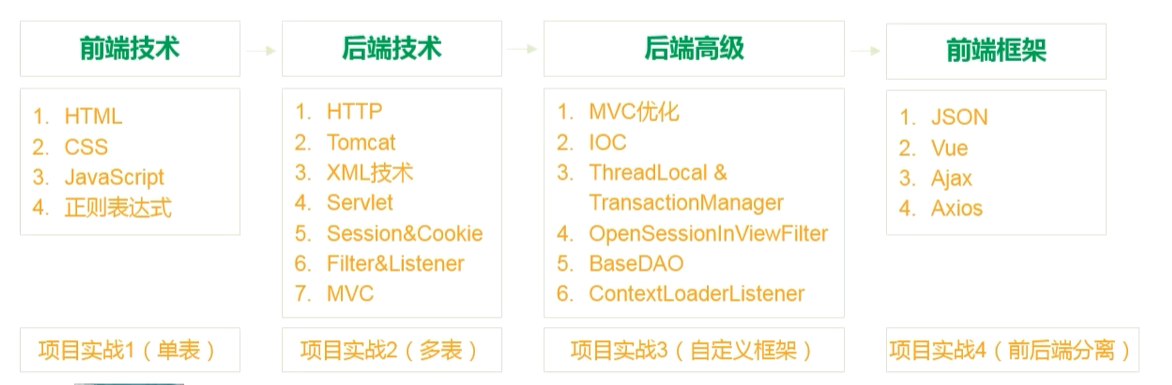 前端技术
1. HTML
2. CSS
3. JavaScript
4. 正则表达式
项目实战1（单表）
后端技术
1. HTTP
2. Tomcat
3. XML技术
4. Servlet
5. Session&Cookie
6. Filter&Listener
7. MVC
项目实战2（多表）
后端高级
1. MVC优化
2. IOC
3. ThreadLocal &
TransactionManager
4. OpenSessionInViewFilter
5. BaseDAO
6. ContextLoaderListener
项目实战3（自定义框架）
前端框架
1. JSON
2. Vue
3. Ajax
4. Axios
项目实战4（前后端分离）